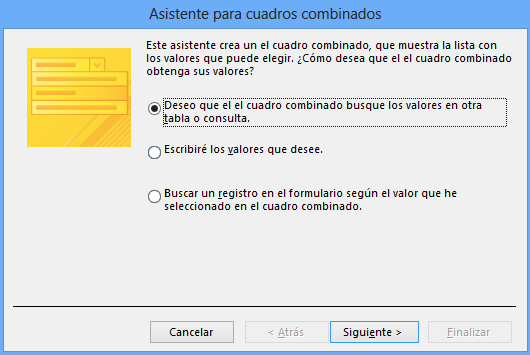 Asistente para cuadros combinados
Este asistente crea un el cuadro combinado, que muestra la lista con
los valores que puede elegir. ¿Cómo desea que el el cuadro combinado
obtenga sus valores?
Deseo que el el cuadro combinado busque los valores en otra
tabla o consulta.
Escribiré los valores que desee.
Buscar un registro en el formulario según el valor que he
seleccionado en el cuadro combinado.
Cancelar
< Atrás
Siguiente >
Finalizar